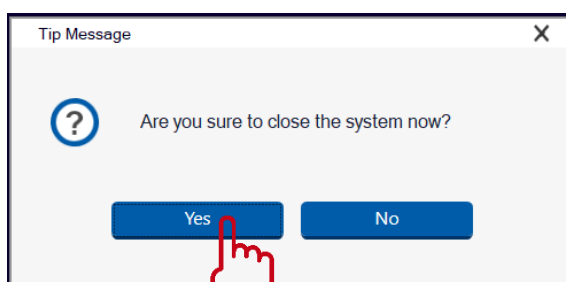 Tip Message X
? Are you sure to close the system now?
Yes No